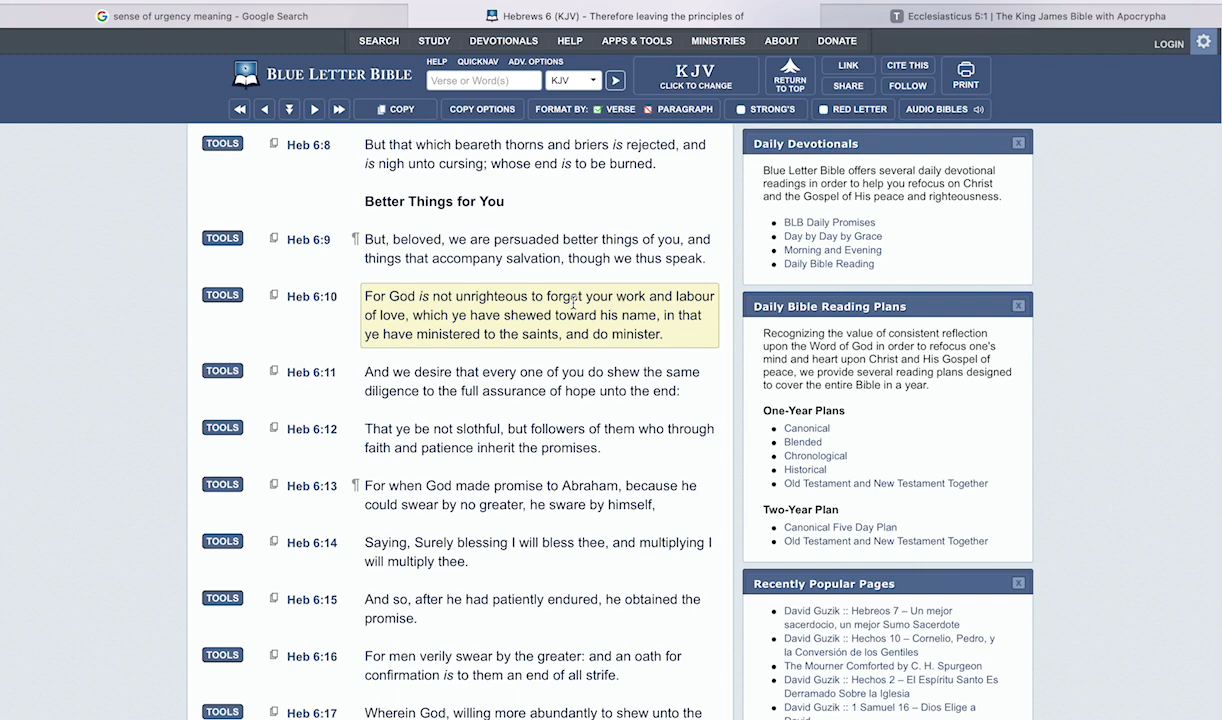 sense of urgency meaning - Google Search
Hebrews 6 (KJV) - Therefore leaving the principles of
Ecclesiasticus 5:1 | The King James Bible with Apocrypha
SEARCH STUDY DEVOTIONALS HELP APPS & TOOLS MINISTRIES ABOUT DONATE
LOGIN
BLUE LETTER BIBLE
HELP QUICKNAV ADV. OPTIONS
Verse or Word(s)
KJV
KJV
CLICK TO CHANGE
RETURN
TO TOP
LINK
CITE THIS
SHARE
FOLLOW
PRINT
COPY
COPY OPTIONS
FORMAT BY: VERSE PARAGRAPH
STRONG'S
RED LETTER
AUDIO BIBLES
TOOLS Heb 6:8 But that which beareth thorns and briers is rejected, and
is nigh unto cursing; whose end is to be burned.
Better Things for You
TOOLS Heb 6:9 ¶ But, beloved, we are persuaded better things of you, and
things that accompany salvation, though we thus speak.
TOOLS Heb 6:10 For God is not unrighteous to forget your work and labour
of love, which ye have shewed toward his name, in that
ye have ministered to the saints, and do minister.
TOOLS Heb 6:11 And we desire that every one of you do shew the same
diligence to the full assurance of hope unto the end:
TOOLS Heb 6:12 That ye be not slothful, but followers of them who through
faith and patience inherit the promises.
TOOLS Heb 6:13 ¶ For when God made promise to Abraham, because he
could swear by no greater, he sware by himself,
TOOLS Heb 6:14 Saying, Surely blessing I will bless thee, and multiplying I
will multiply thee.
TOOLS Heb 6:15 And so, after he had patiently endured, he obtained the
promise.
TOOLS Heb 6:16 For men verily swear by the greater: and an oath for
confirmation is to them an end of all strife.
TOOLS Heb 6:17 Wherein God, willing more abundantly to shew unto the
Daily Devotionals
Blue Letter Bible offers several daily devotional
readings in order to help you refocus on Christ
and the Gospel of His peace and righteousness.
BLB Daily Promises
Day by Day by Grace
Morning and Evening
Daily Bible Reading
Daily Bible Reading Plans
Recognizing the value of consistent reflection
upon the Word of God in order to refocus one's
mind and heart upon Christ and His Gospel of
peace, we provide several reading plans designed
to cover the entire Bible in a year.
One-Year Plans
Canonical
Blended
Chronological
Historical
Old Testament and New Testament Together
Two-Year Plan
Canonical Five Day Plan
Old Testament and New Testament Together
Recently Popular Pages
David Guzik :: Hebreos 7 – Un mejor
sacerdocio, un mejor Sumo Sacerdote
David Guzik :: Hechos 10 – Cornelio, Pedro, y
la Conversión de los Gentiles
The Mourner Comforted by C. H. Spurgeon
David Guzik :: Hechos 2 – El Espíritu Santo Es
Derramado Sobre la Iglesia
David Guzik :: 1 Samuel 16 – Dios Elige a
David